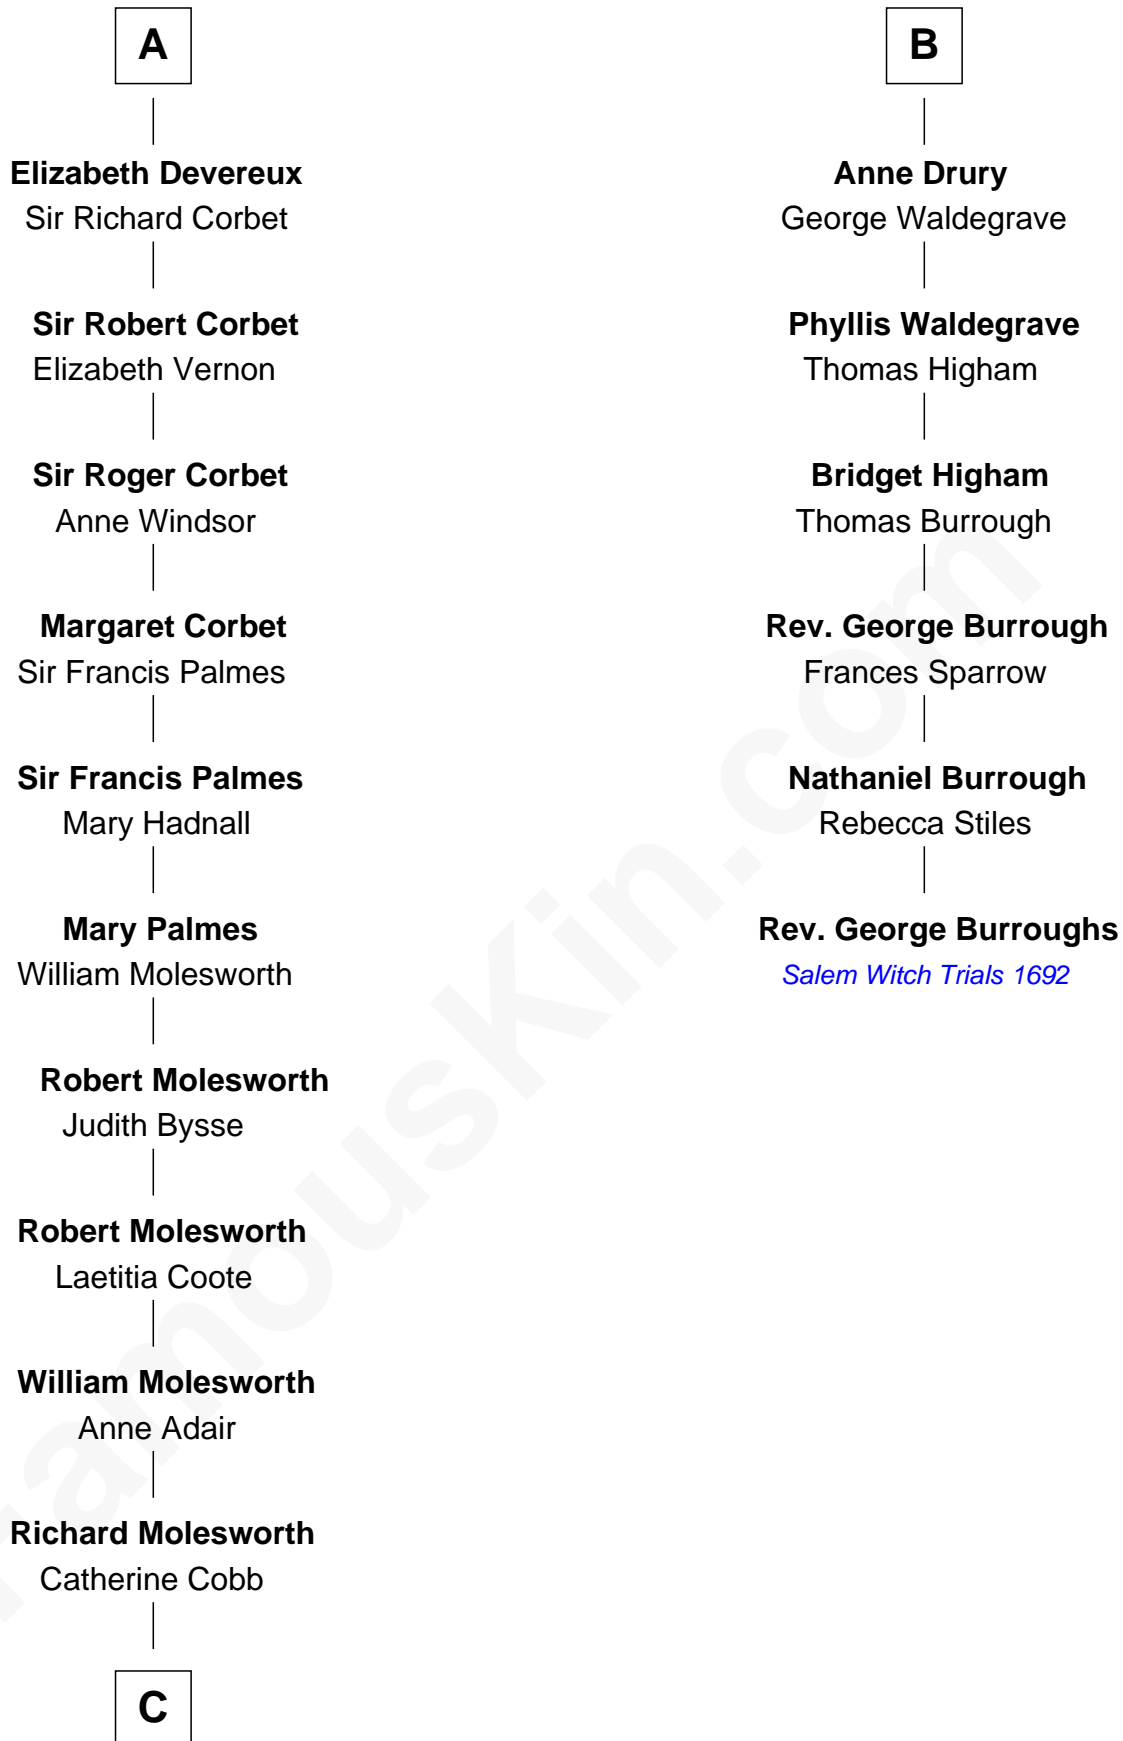 A
Elizabeth Devereux
Sir Richard Corbet
Sir Robert Corbet
Elizabeth Vernon
Sir Roger Corbet
Anne Windsor
Margaret Corbet
Sir Francis Palmes
Sir Francis Palmes
Mary Hadnall
Mary Palmes
William Molesworth
Robert Molesworth
Judith Bysse
Robert Molesworth
Laetitia Coote
William Molesworth
Anne Adair
Richard Molesworth
Catherine Cobb
C
B
Anne Drury
George Waldegrave
Phyllis Waldegrave
Thomas Higham
Bridget Higham
Thomas Burrough
Rev. George Burrough
Frances Sparrow
Nathaniel Burrough
Rebecca Stiles
Rev. George Burroughs
Salem Witch Trials 1692
FamousKin.com